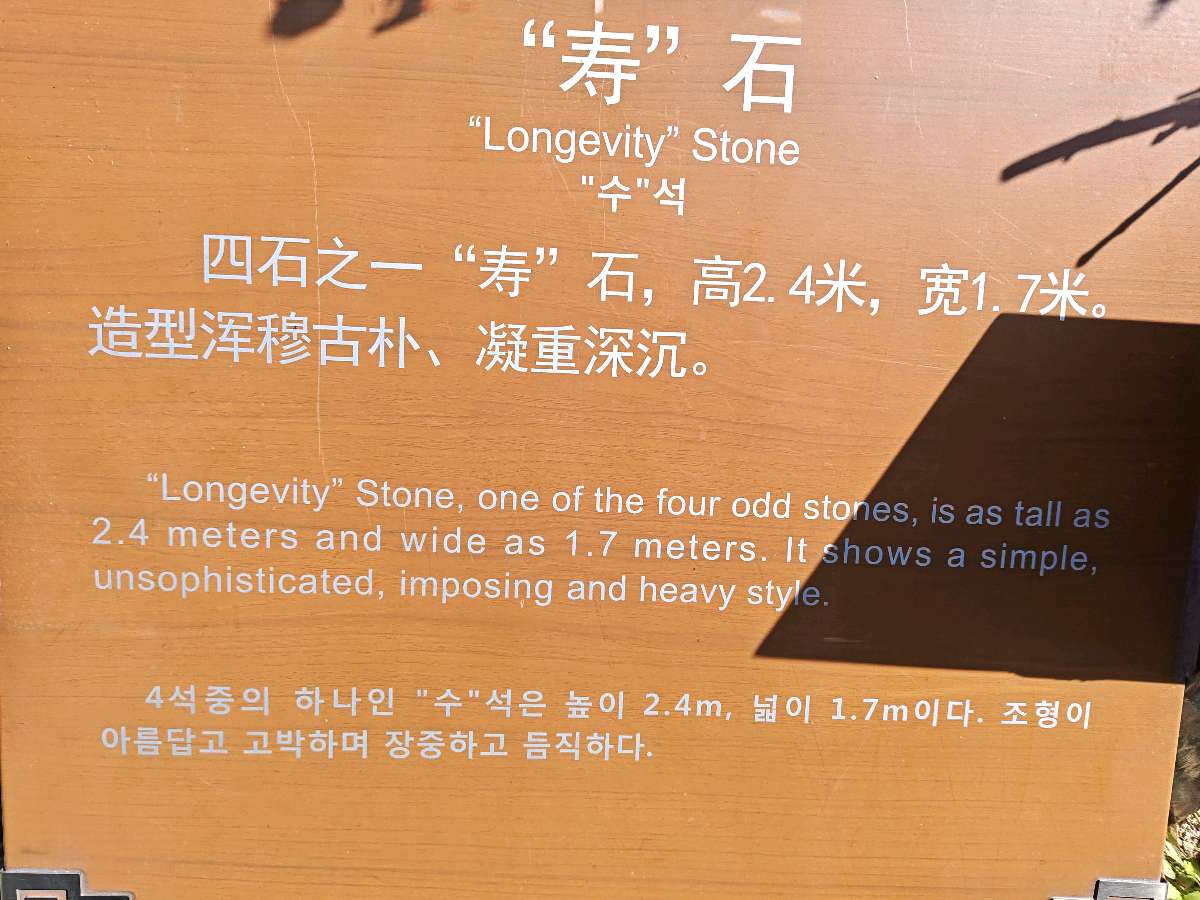 “寿”石
“Longevity” Stone
"수"석
四石之一“寿”石，高2.4米，宽1.7米。
造型浑穆古朴、凝重深沉。
“Longevity” Stone, one of the four odd stones, is as tall as
2.4 meters and wide as 1.7 meters. It shows a simple,
unsophisticated, imposing and heavy style.
4석중의 하나인 "수"석은 높이 2.4m, 넓이 1.7m이다. 조형이
아름답고 고박하며 장중하고 듬직하다.